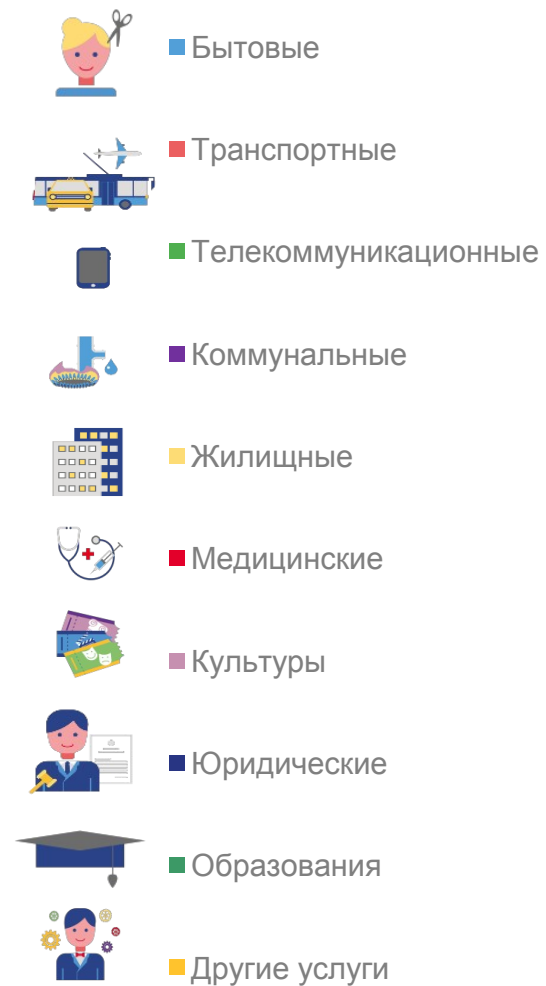 Бытовые
Транспортные
Телекоммуникационные
Коммунальные
Жилищные
Медицинские
Культуры
Юридические
Образования
Другие услуги